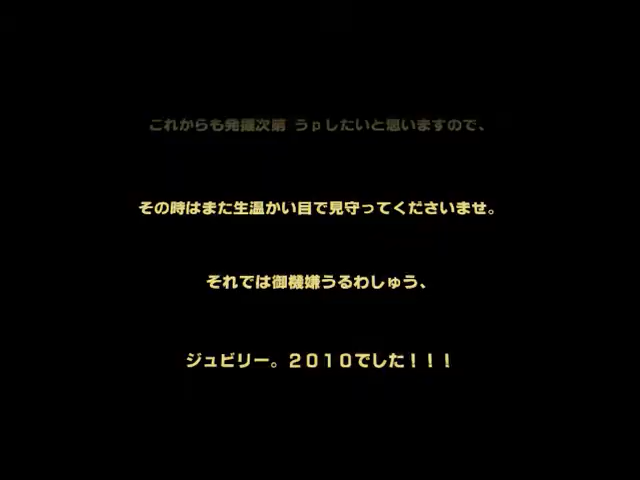 これからも発掘次第 うｐしたいと思いますので、
その時はまた生温かい目で見守ってくださいませ。
それでは御機嫌うるわしゅう、
ジュビリー。２０１０でした！！！